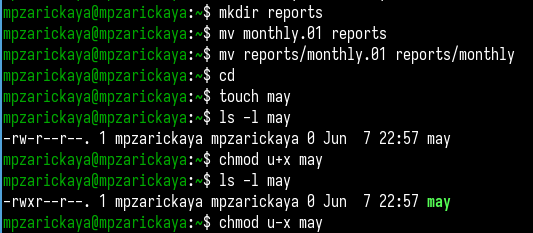 mpzarickaya@mpzarickaya:~$ mkdir reports
mpzarickaya@mpzarickaya:~$ mv monthly.01 reports
mpzarickaya@mpzarickaya:~$ mv reports/monthly.01 reports/monthly
mpzarickaya@mpzarickaya:~$ cd
mpzarickaya@mpzarickaya:~$ touch may
mpzarickaya@mpzarickaya:~$ ls -l may
-rw-r--r--. 1 mpzarickaya mpzarickaya 0 Jun  7 22:57 may
mpzarickaya@mpzarickaya:~$ chmod u+x may
mpzarickaya@mpzarickaya:~$ ls -l may
-rwxr--r--. 1 mpzarickaya mpzarickaya 0 Jun  7 22:57 may
mpzarickaya@mpzarickaya:~$ chmod u-x may